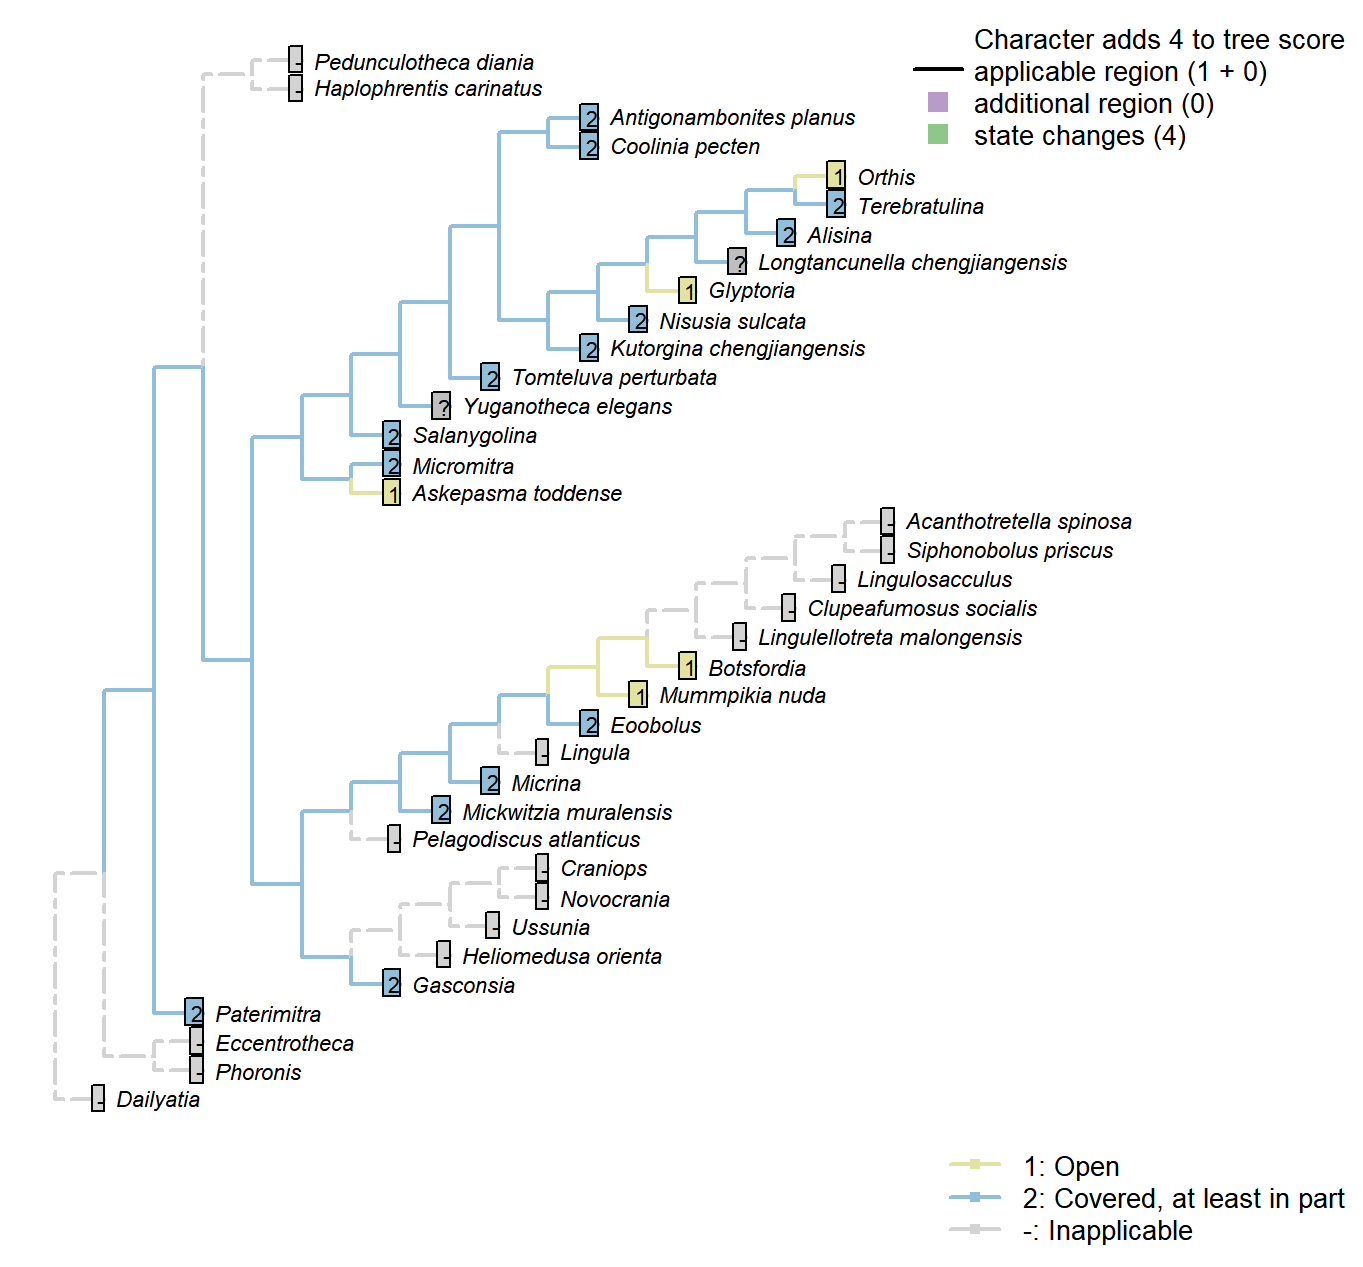 Character adds 4 to tree score
applicable region (1 + 0)
additional region (0)
state changes (4)
- Pedunculotheca diania
- Haplophrentis carinatus
2 Antigonambonites planus
2 Coolinia pecten
1 Orthis
2 Terebratulina
2 Alisina
? Longtancunella chengjiangensis
1 Glyptoria
2 Nisusia sulcata
2 Kutorgina chengjiangensis
2 Tomteluva perturbata
? Yuganotheca elegans
2 Salanygolina
2 Micromitra
1 Askepasma toddense
- Acanthotretella spinosa
- Siphonobolus priscus
- Lingulosacculus
- Clupeafumosus socialis
- Lingulellotreta malongensis
1 Botsfordia
1 Mummpikia nuda
2 Eoobolus
- Lingula
2 Micrina
2 Mickwitzia muralensis
- Pelagodiscus atlanticus
- Craniops
- Novocrania
- Ussunia
- Heliomedusa orienta
2 Gasconsia
2 Paterimitra
- Eccentrotheca
- Phoronis
- Dailyatia
1: Open
2: Covered, at least in part
-: Inapplicable